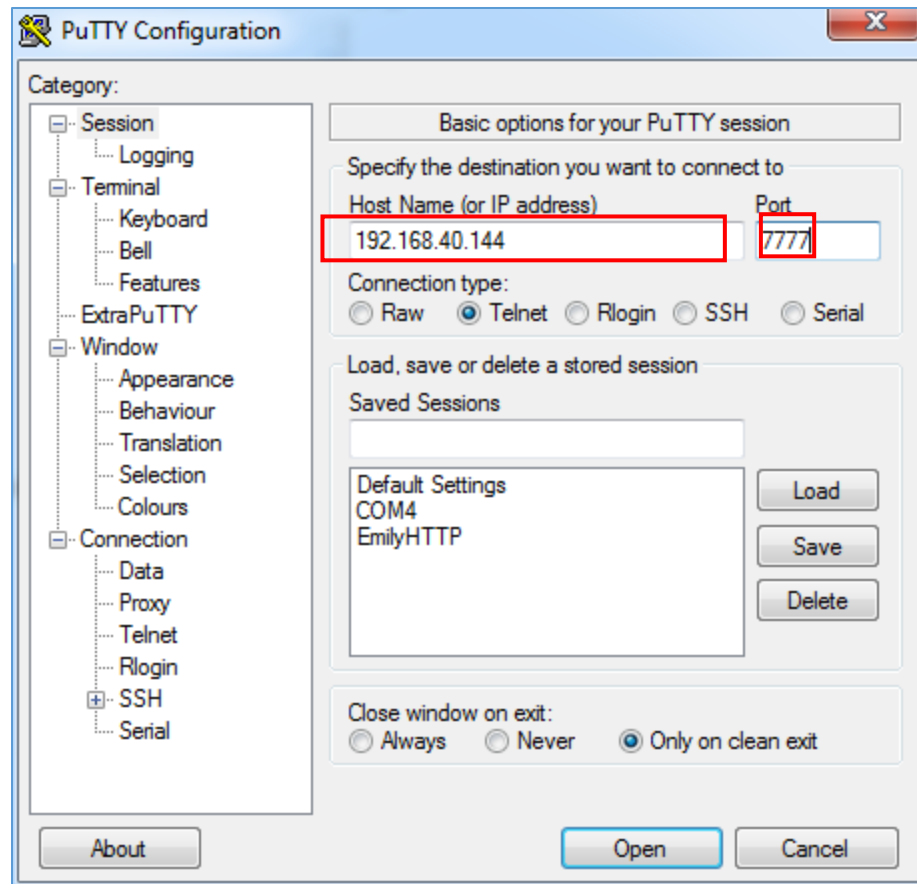 PuTTY Configuration
X
Category:
Session
Logging
Terminal
Keyboard
Bell
Features
ExtraPuTTY
Window
Appearance
Behaviour
Translation
Selection
Colours
Connection
Data
Proxy
Telnet
Rlogin
SSH
Serial
Basic options for your PuTTY session
Specify the destination you want to connect to
Host Name (or IP address) Port
192.168.40.144 7777
Connection type:
Raw Telnet Rlogin SSH Serial
Load, save or delete a stored session
Saved Sessions
Default Settings
COM4
EmilyHTTP
Load
Save
Delete
Close window on exit:
Always Never Only on clean exit
About Open Cancel